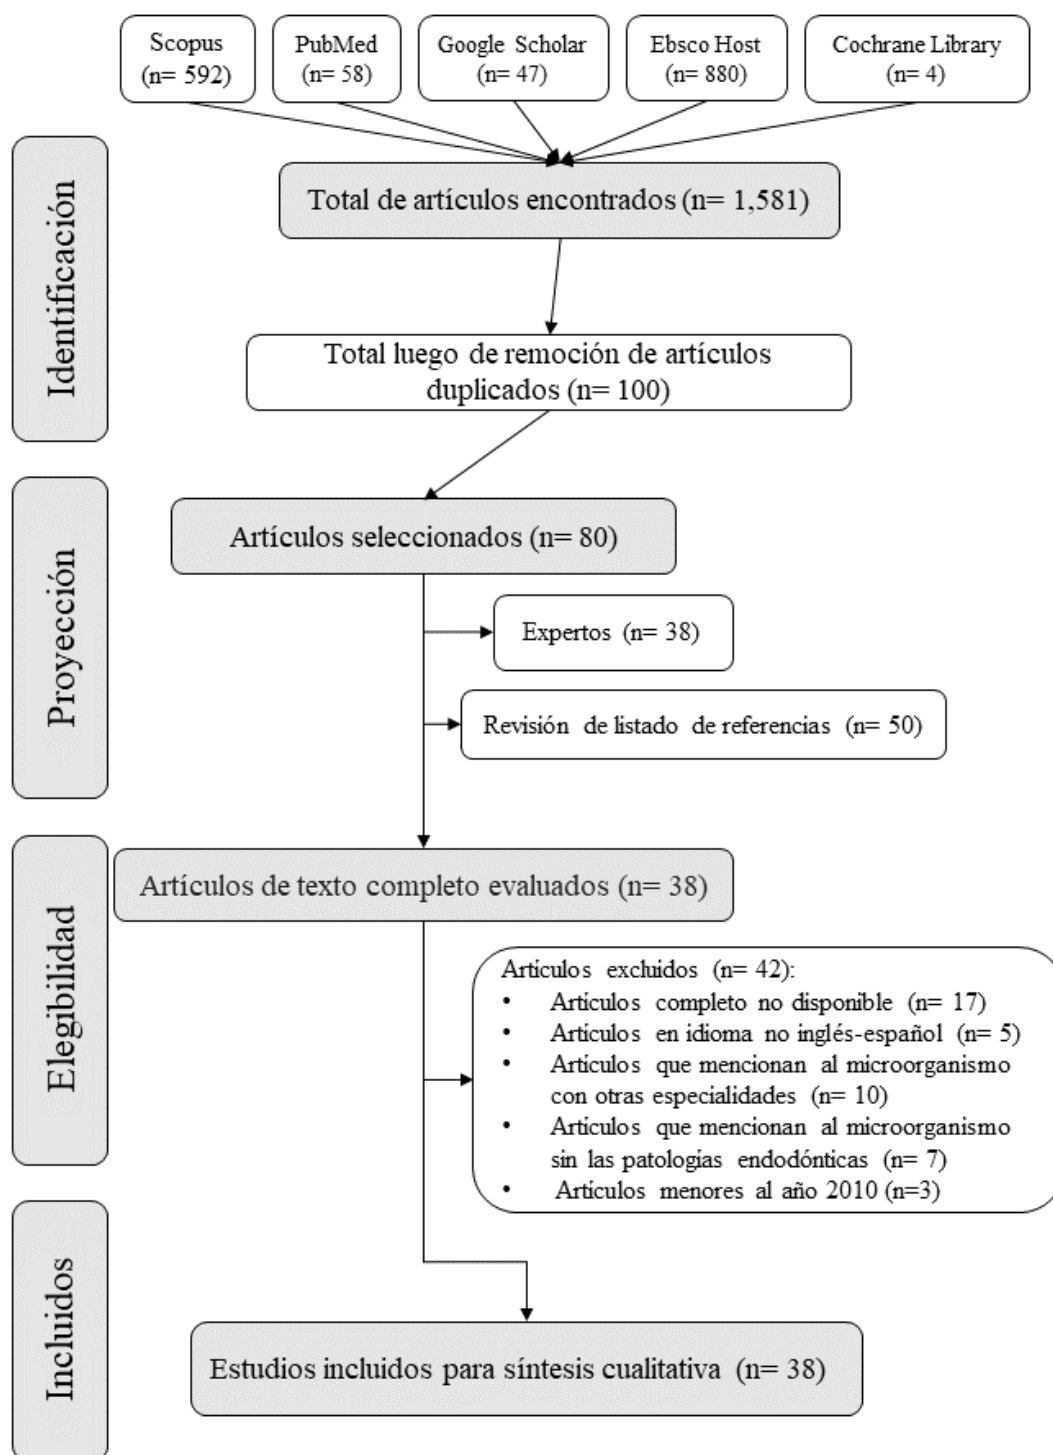 Scopus
(n= 592)
PubMed
(n= 58)
Google Scholar
(n= 47)
Ebsco Host
(n= 880)
Cochrane Library
(n= 4)
Identificación
Total de artículos encontrados (n= 1,581)
Total luego de remoción de artículos
duplicados (n= 100)
Proyección
Artículos seleccionados (n= 80)
Expertos (n= 38)
Revisión de listado de referencias (n= 50)
Elegibilidad
Artículos de texto completo evaluados (n= 38)
Artículos excluidos (n= 42):
• Artículos completo no disponible (n= 17)
• Artículos en idioma no inglés-español (n= 5)
• Artículos que mencionan al microorganismo
con otras especialidades (n= 10)
• Artículos que mencionan al microorganismo
sin las patologías endodónticas (n= 7)
• Artículos menores al año 2010 (n=3)
Incluidos
Estudios incluidos para síntesis cualitativa (n= 38)